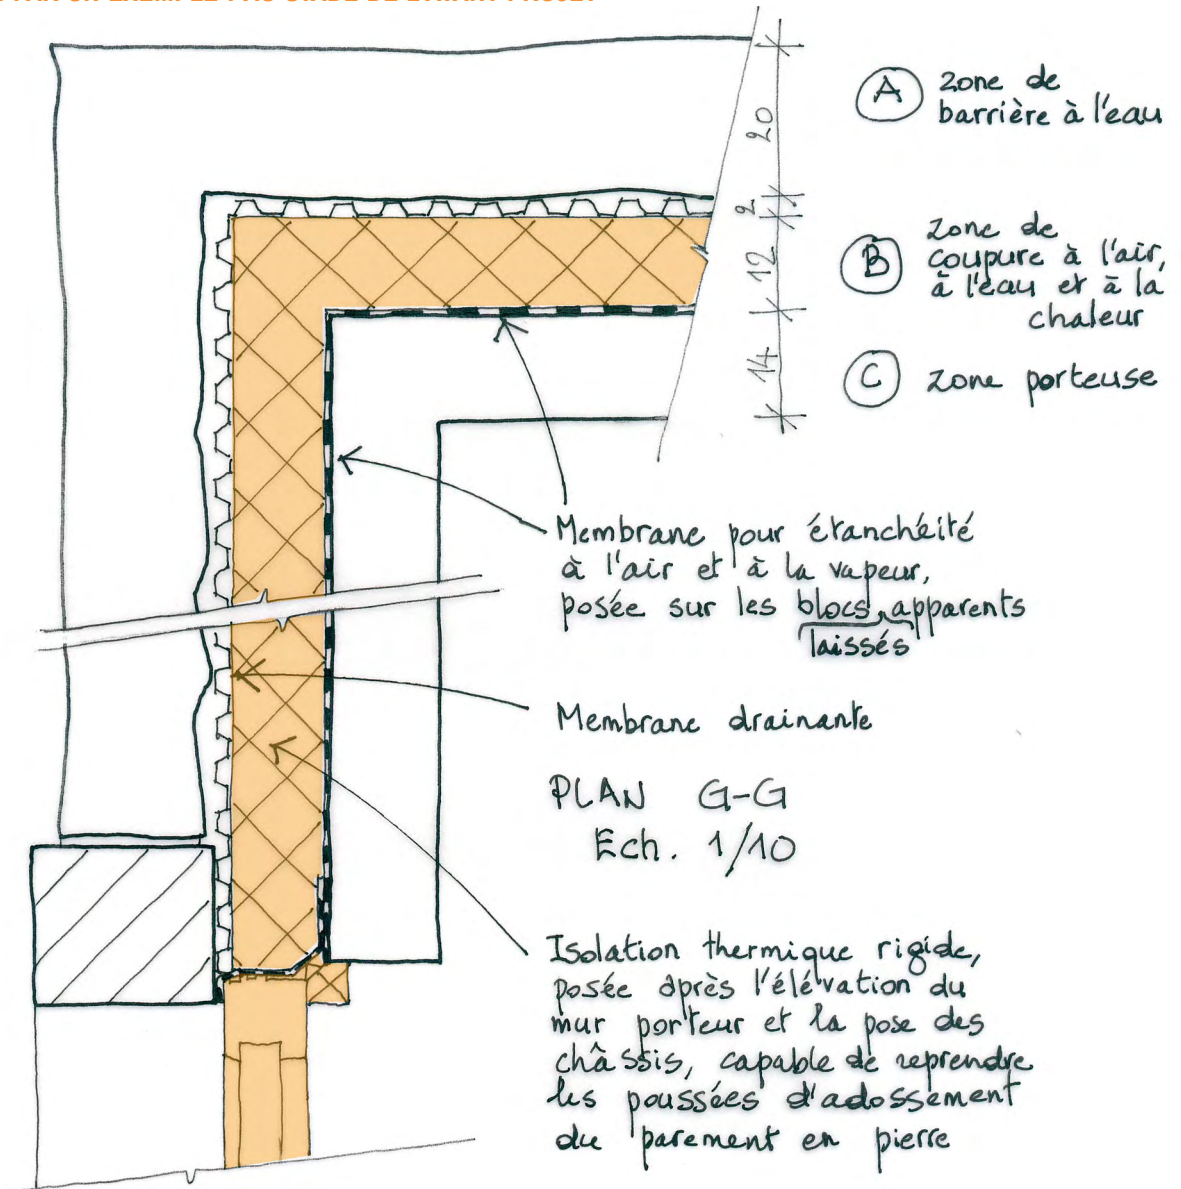 A zone de
barrière à l'eau
B zone de
coupure à l'air,
à l'eau et à la
chaleur
C zone porteuse
20
2
12
14
Membrane pour étanchéité
à l'air et à la vapeur,
posée sur les blocs apparents
laissés
Membrane drainante
PLAN G-G
Ech. 1/10
Isolation thermique rigide,
posée après l'élévation du
mur porteur et la pose des
châssis, capable de reprendre
les poussées d'adossement
du parement en pierre